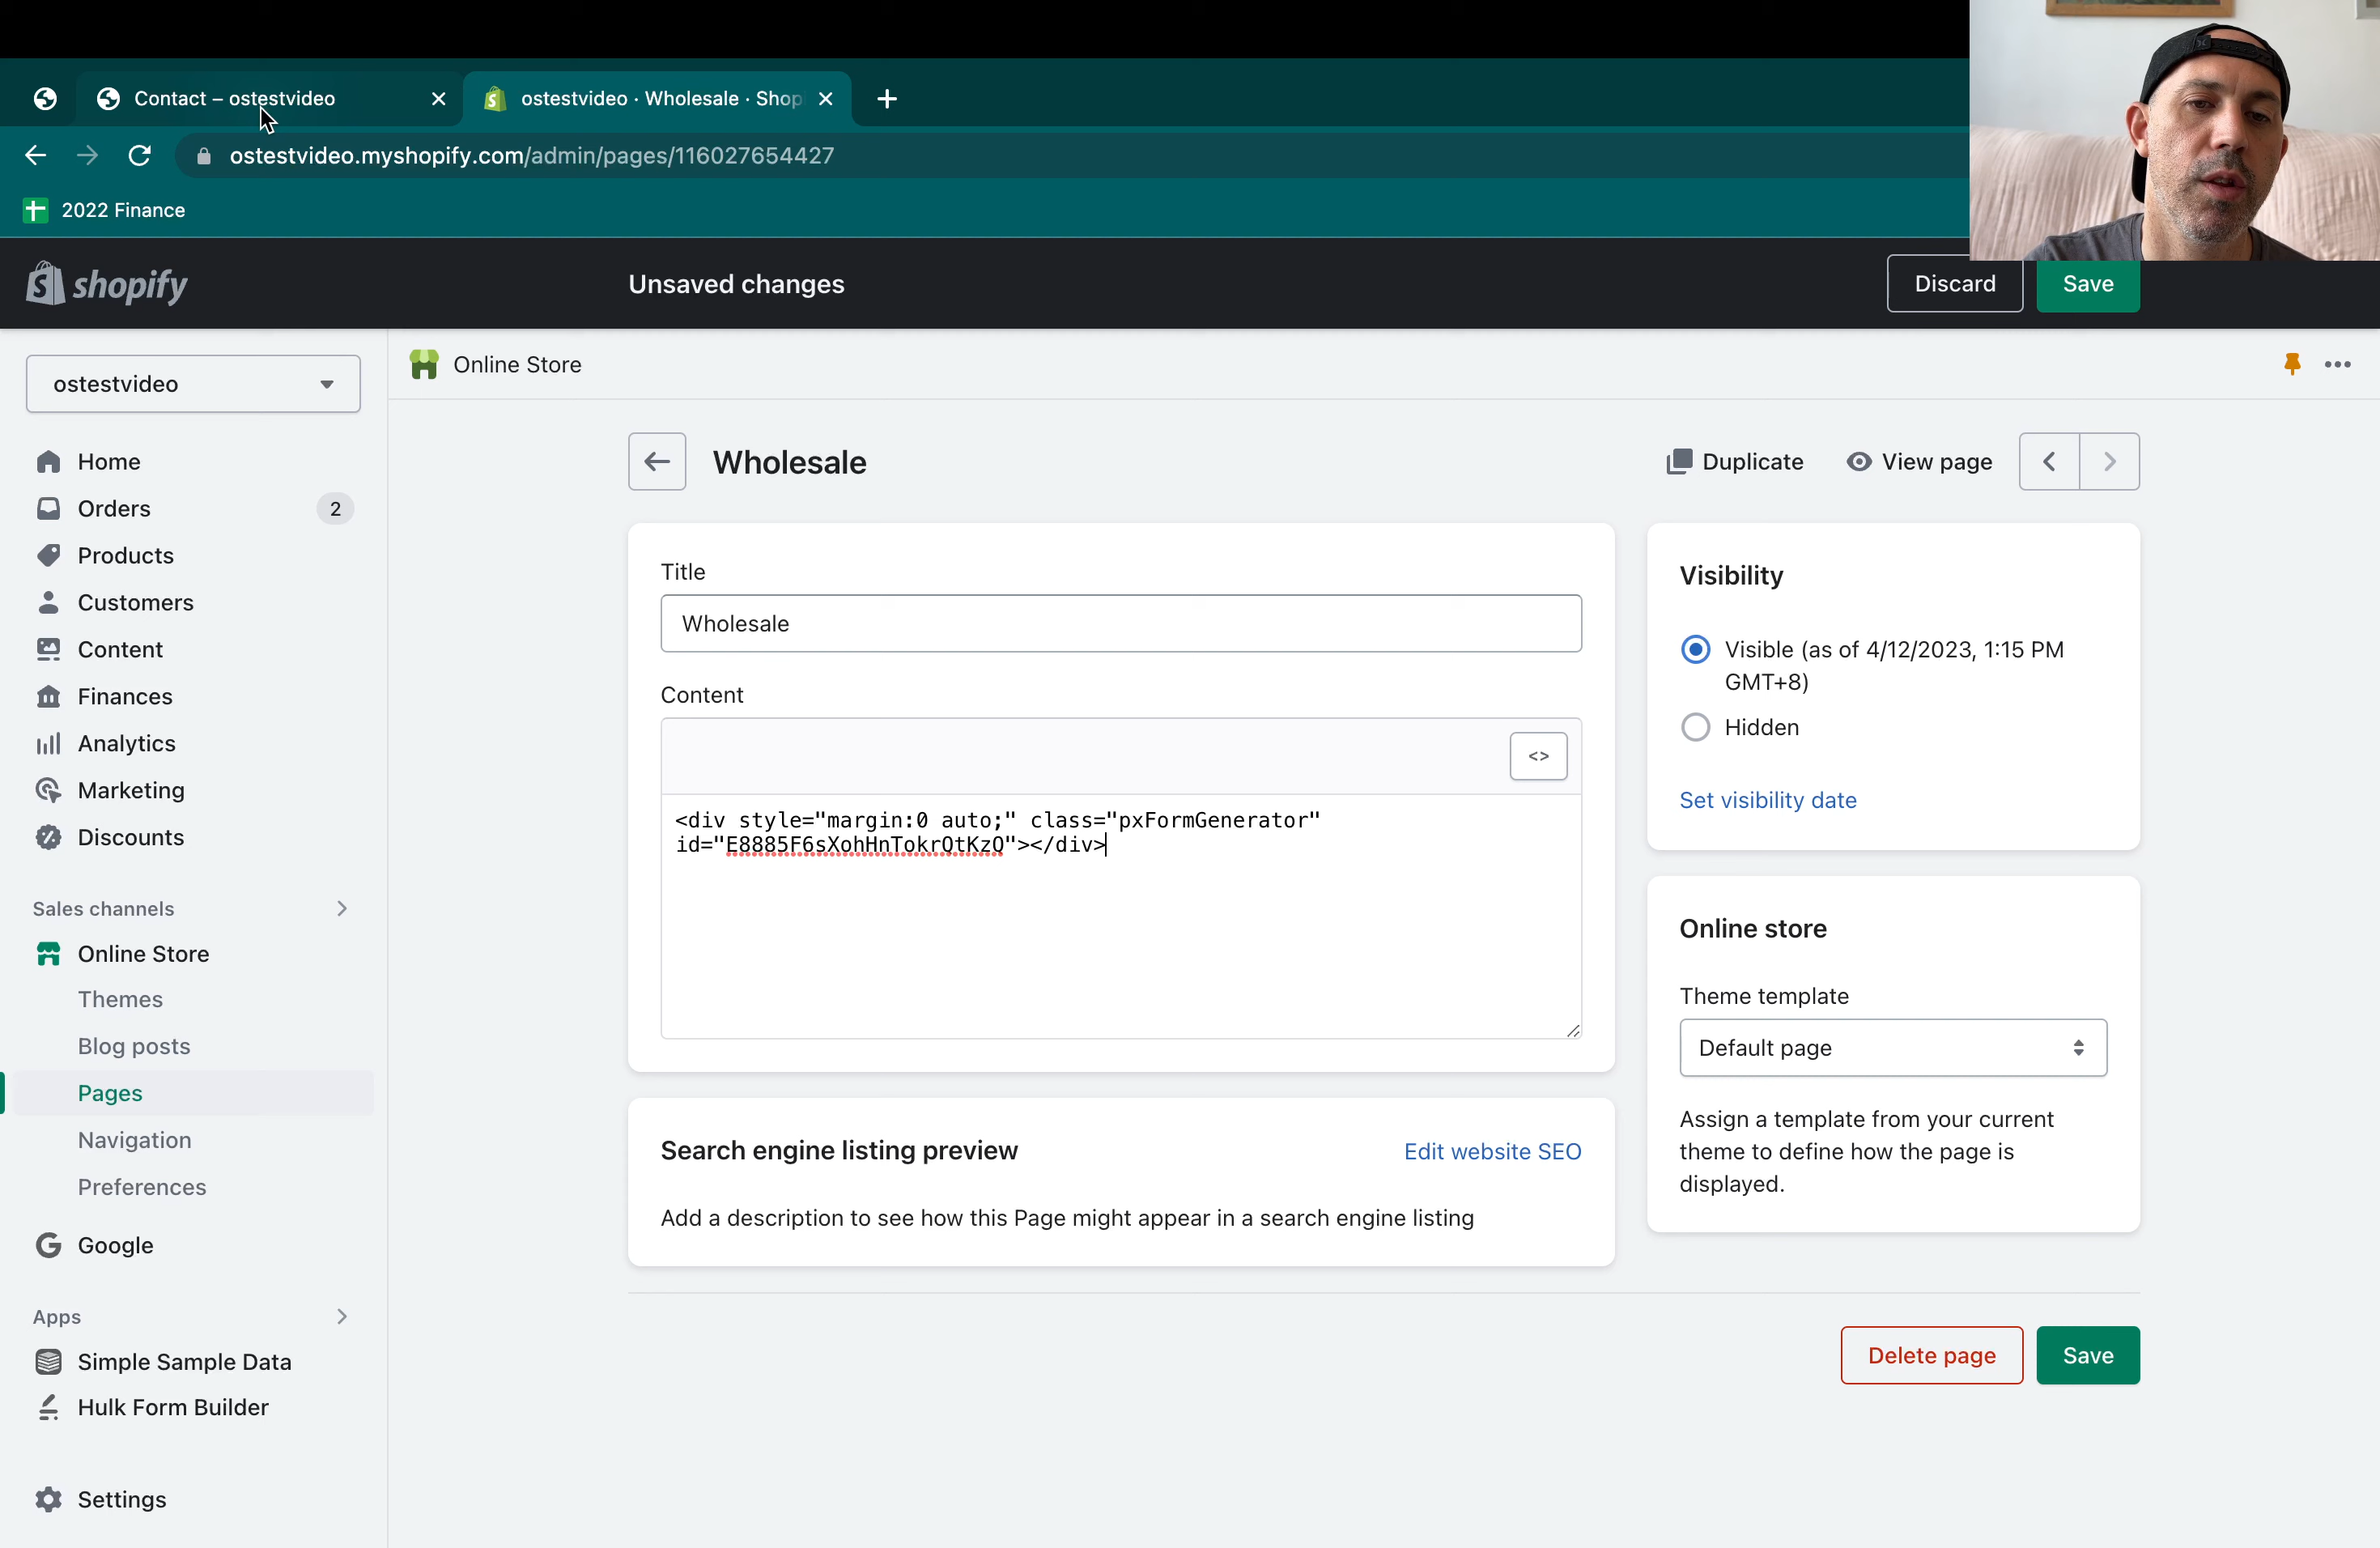 Contact – ostestvideo
ostestvideo · Wholesale · Shop
ostestvideo.myshopify.com/admin/pages/116027654427
2022 Finance
shopify
Unsaved changes
Discard
Save
ostestvideo
Online Store
Home
Orders
2
Products
Customers
Content
Finances
Analytics
Marketing
Discounts
Sales channels
Online Store
Themes
Blog posts
Pages
Navigation
Preferences
Google
Apps
Simple Sample Data
Hulk Form Builder
Settings
Wholesale
Duplicate
View page
Title
Wholesale
Content
<>
<div style="margin:0 auto;" class="pxFormGenerator"
id="E8885F6sXohHnTokrQtKzQ"></div>
Search engine listing preview
Edit website SEO
Add a description to see how this Page might appear in a search engine listing
Visibility
Visible (as of 4/12/2023, 1:15 PM
GMT+8)
Hidden
Set visibility date
Online store
Theme template
Default page
Assign a template from your current
theme to define how the page is
displayed.
Delete page
Save